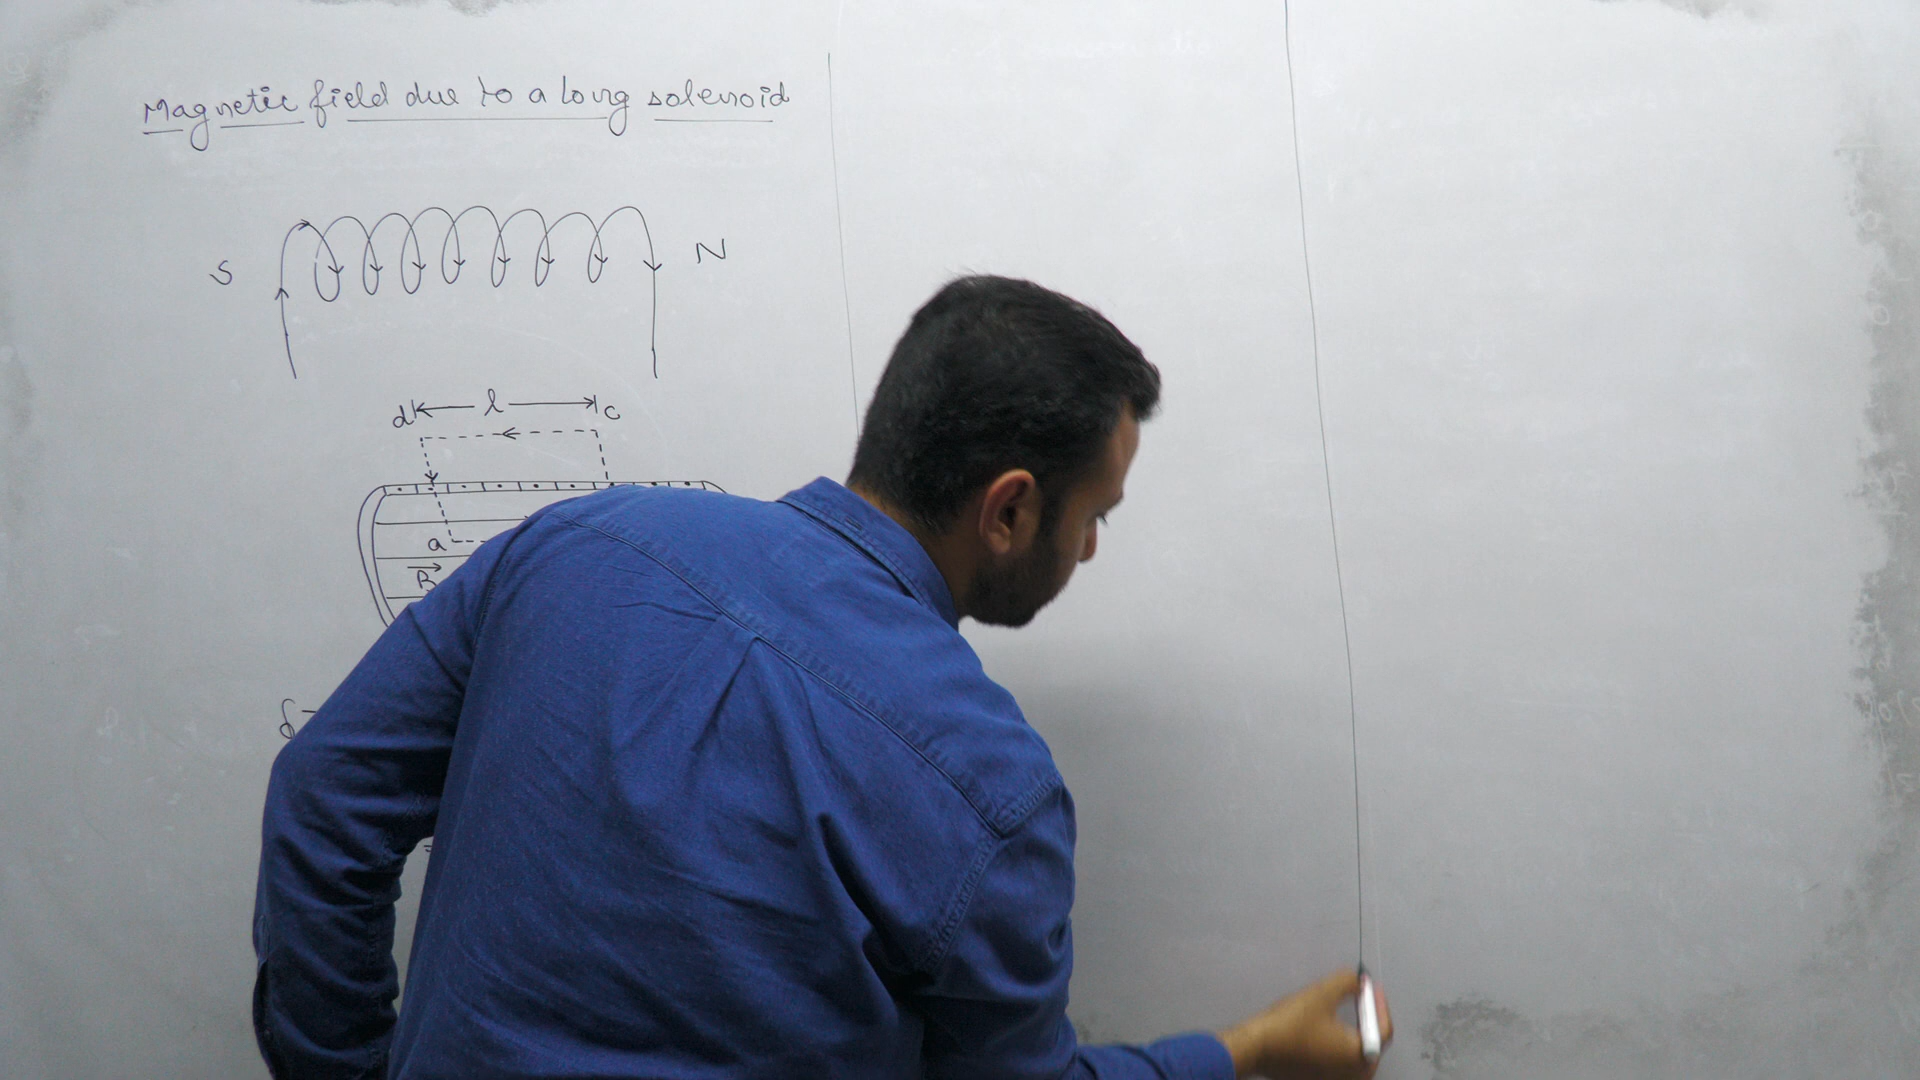 Magnetic field due to a long solenoid
S N
d l c
a
B